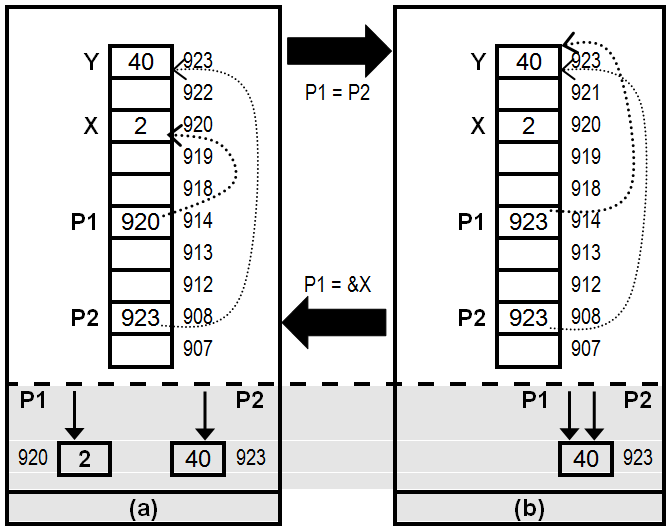 Y 40 923
922
X 2 920
919
918
P1 920 914
913
912
P2 923 908
907
P1 P2
920 2 40 923
(a)
P1 = P2
P1 = &X
Y 40 923
921
X 2 920
919
918
P1 923 914
913
912
P2 923 908
907
P1 P2
40 923
(b)